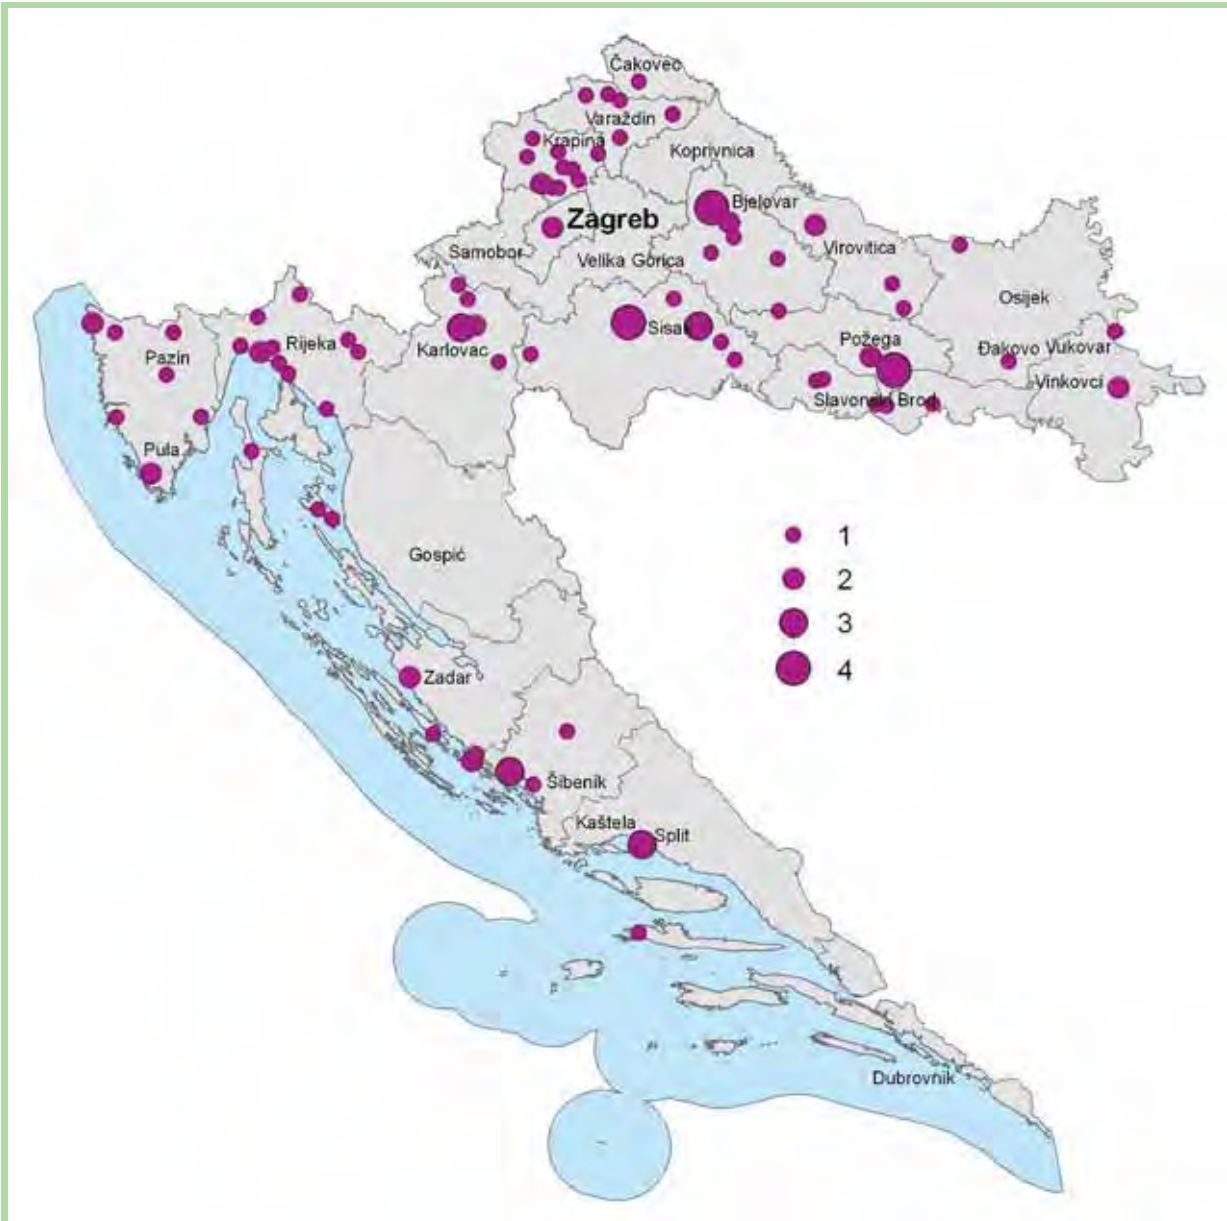 Čakovec
Varaždin
Krapina
Koprivnica
Bjelovar
Zagreb
Virovitica
Samobor
Velika Gorica
Osijek
Sisak
Rijeka
Karlovac
Požega
Đakovo
Vukovar
Pazin
Vinkovci
Slavonski Brod
Pula
1
Gospić
2
3
4
Zadar
Šibenik
Kaštela
Split
Dubrovnik